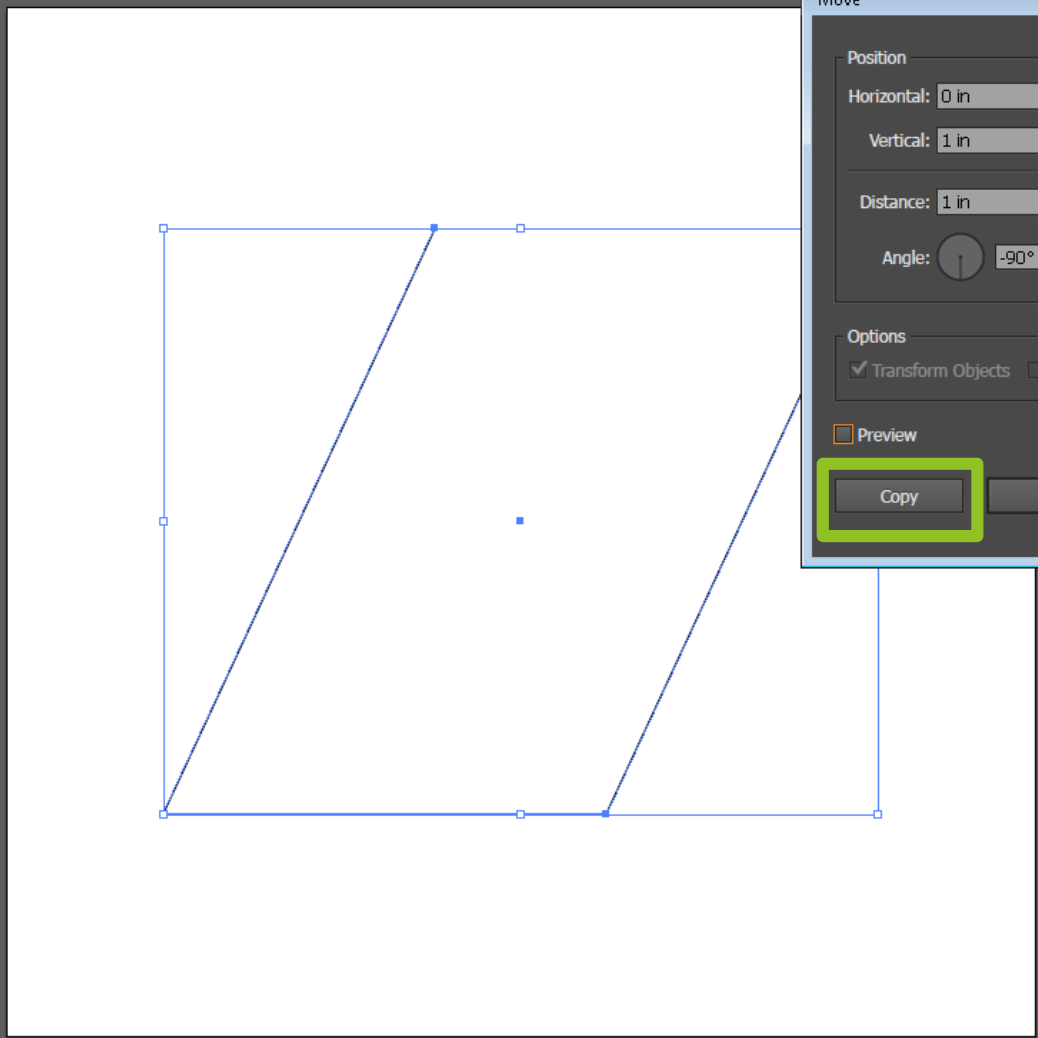 Move
Position
Horizontal: 0 in
Vertical: 1 in
Distance: 1 in
Angle: -90°
Options
Transform Objects
Preview
Copy